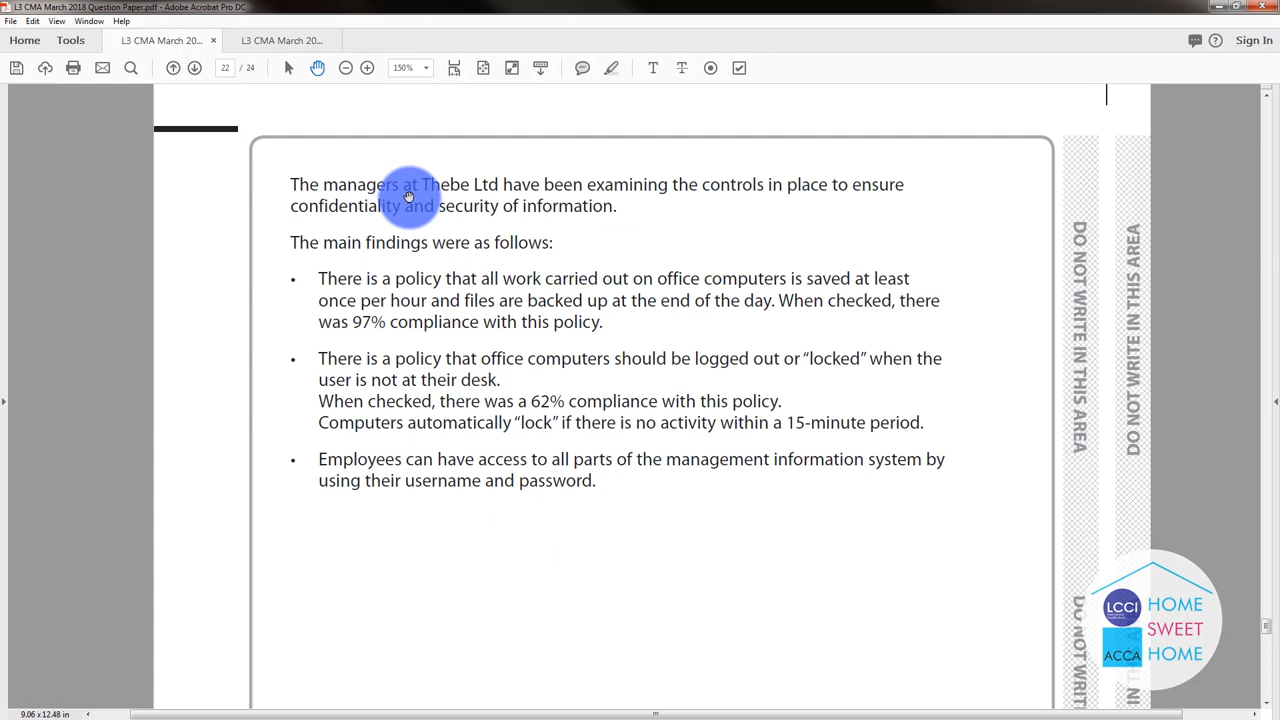 L3 CMA March 2018 Question Paper.pdf - Adobe Acrobat Pro DC
File Edit View Window Help
Home Tools L3 CMA March 20... × L3 CMA March 20... Sign In
22 / 24 150%
The managers at Thebe Ltd have been examining the controls in place to ensure
confidentiality and security of information.
The main findings were as follows:
• There is a policy that all work carried out on office computers is saved at least
once per hour and files are backed up at the end of the day. When checked, there
was 97% compliance with this policy.
• There is a policy that office computers should be logged out or “locked” when the
user is not at their desk.
When checked, there was a 62% compliance with this policy.
Computers automatically “lock” if there is no activity within a 15-minute period.
• Employees can have access to all parts of the management information system by
using their username and password.
DO NOT WRITE IN THIS AREA
DO NOT WRITE IN THIS AREA
DO NOT WRIT
IN THIS A
LCCI
ACCA
HOME
SWEET
HOME
9.06 x 12.48 in